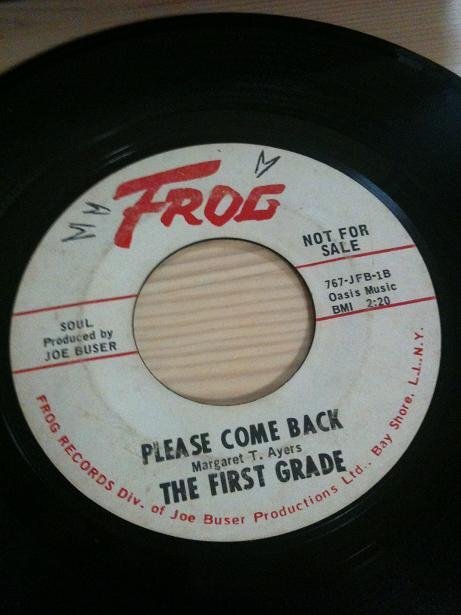 FROG
NOT FOR
SALE
767-JFB-1B
Oasis Music
BMI 2:20
SOUL
Produced by
JOE BUSER
PLEASE COME BACK
Margaret T. Ayers
THE FIRST GRADE
FROG RECORDS Div. of Joe Buser Productions Ltd., Bay Shore, L.I., N.Y.